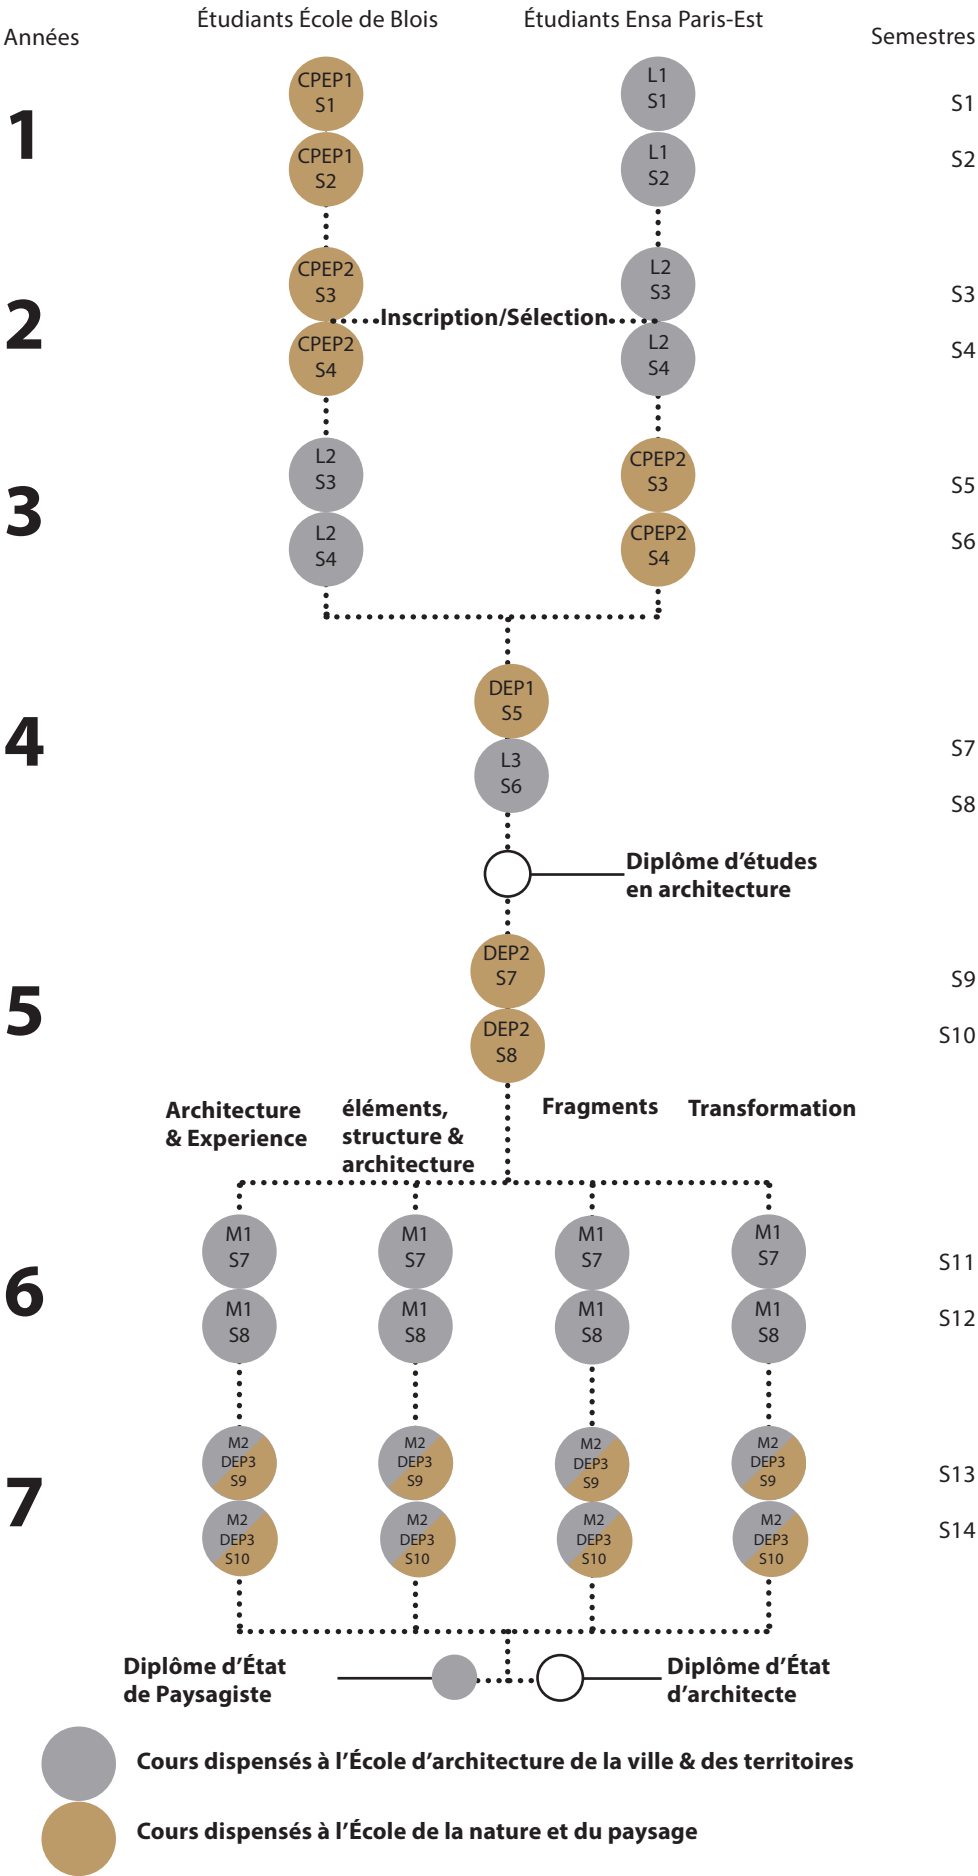 Années
Étudiants École de Blois
Étudiants Ensa Paris-Est
Semestres
1
CPEP1
S1
L1
S1
S1
CPEP1
S2
L1
S2
S2
2
CPEP2
S3
L2
S3
S3
Inscription/Sélection
CPEP2
S4
L2
S4
S4
3
L2
S3
CPEP2
S3
S5
L2
S4
CPEP2
S4
S6
4
DEP1
S5
S7
L3
S6
S8
Diplôme d’études
en architecture
5
DEP2
S7
S9
DEP2
S8
S10
Architecture
& Experience
éléments,
structure &
architecture
Fragments
Transformation
6
M1
S7
M1
S7
M1
S7
M1
S7
S11
M1
S8
M1
S8
M1
S8
M1
S8
S12
7
M2
DEP3
S9
M2
DEP3
S9
M2
DEP3
S9
M2
DEP3
S9
S13
M2
DEP3
S10
M2
DEP3
S10
M2
DEP3
S10
M2
DEP3
S10
S14
Diplôme d’État
de Paysagiste
Diplôme d’État
d’architecte
Cours dispensés à l’École d’architecture de la ville & des territoires
Cours dispensés à l’École de la nature et du paysage